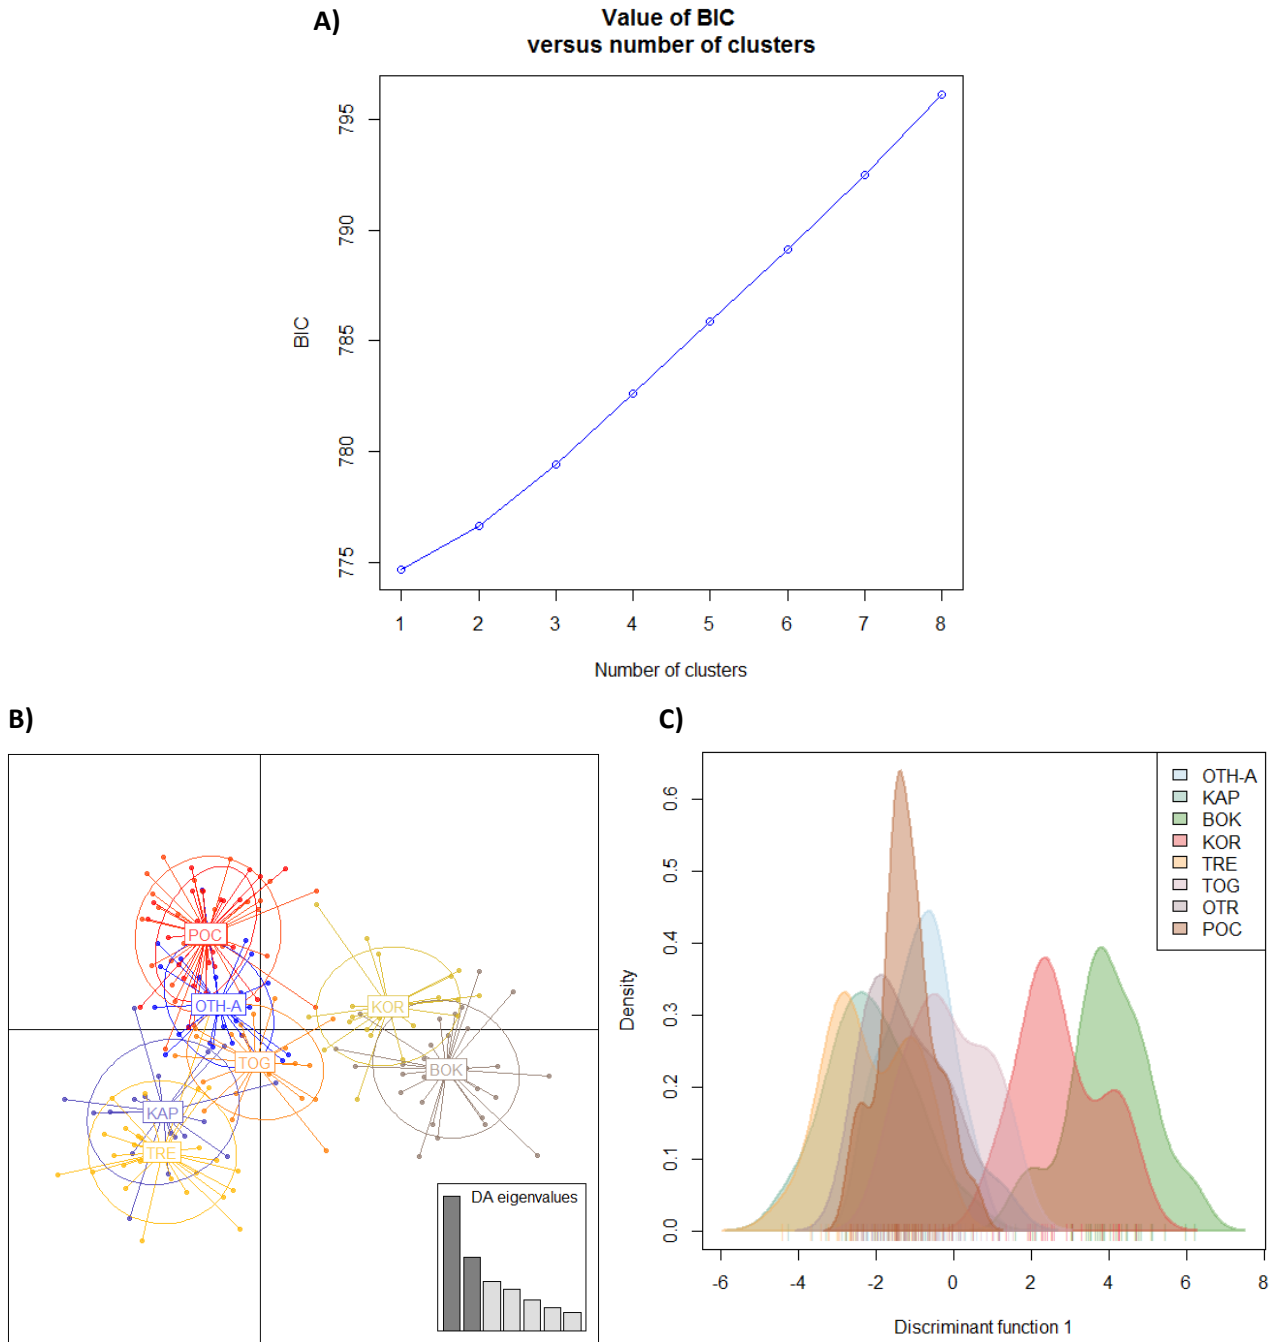 A)
Value of BIC
versus number of clusters
795
790
785
780
775
BIC
1 2 3 4 5 6 7 8
Number of clusters
B)
POC
OTH-A
TOG
KAP
TRE
KOR
BOK
DA eigenvalues
C)
OTH-A
KAP
BOK
KOR
TRE
TOG
OTR
POC
0.6
0.5
0.4
0.3
0.2
0.1
0.0
Density
-6 -4 -2 0 2 4 6 8
Discriminant function 1